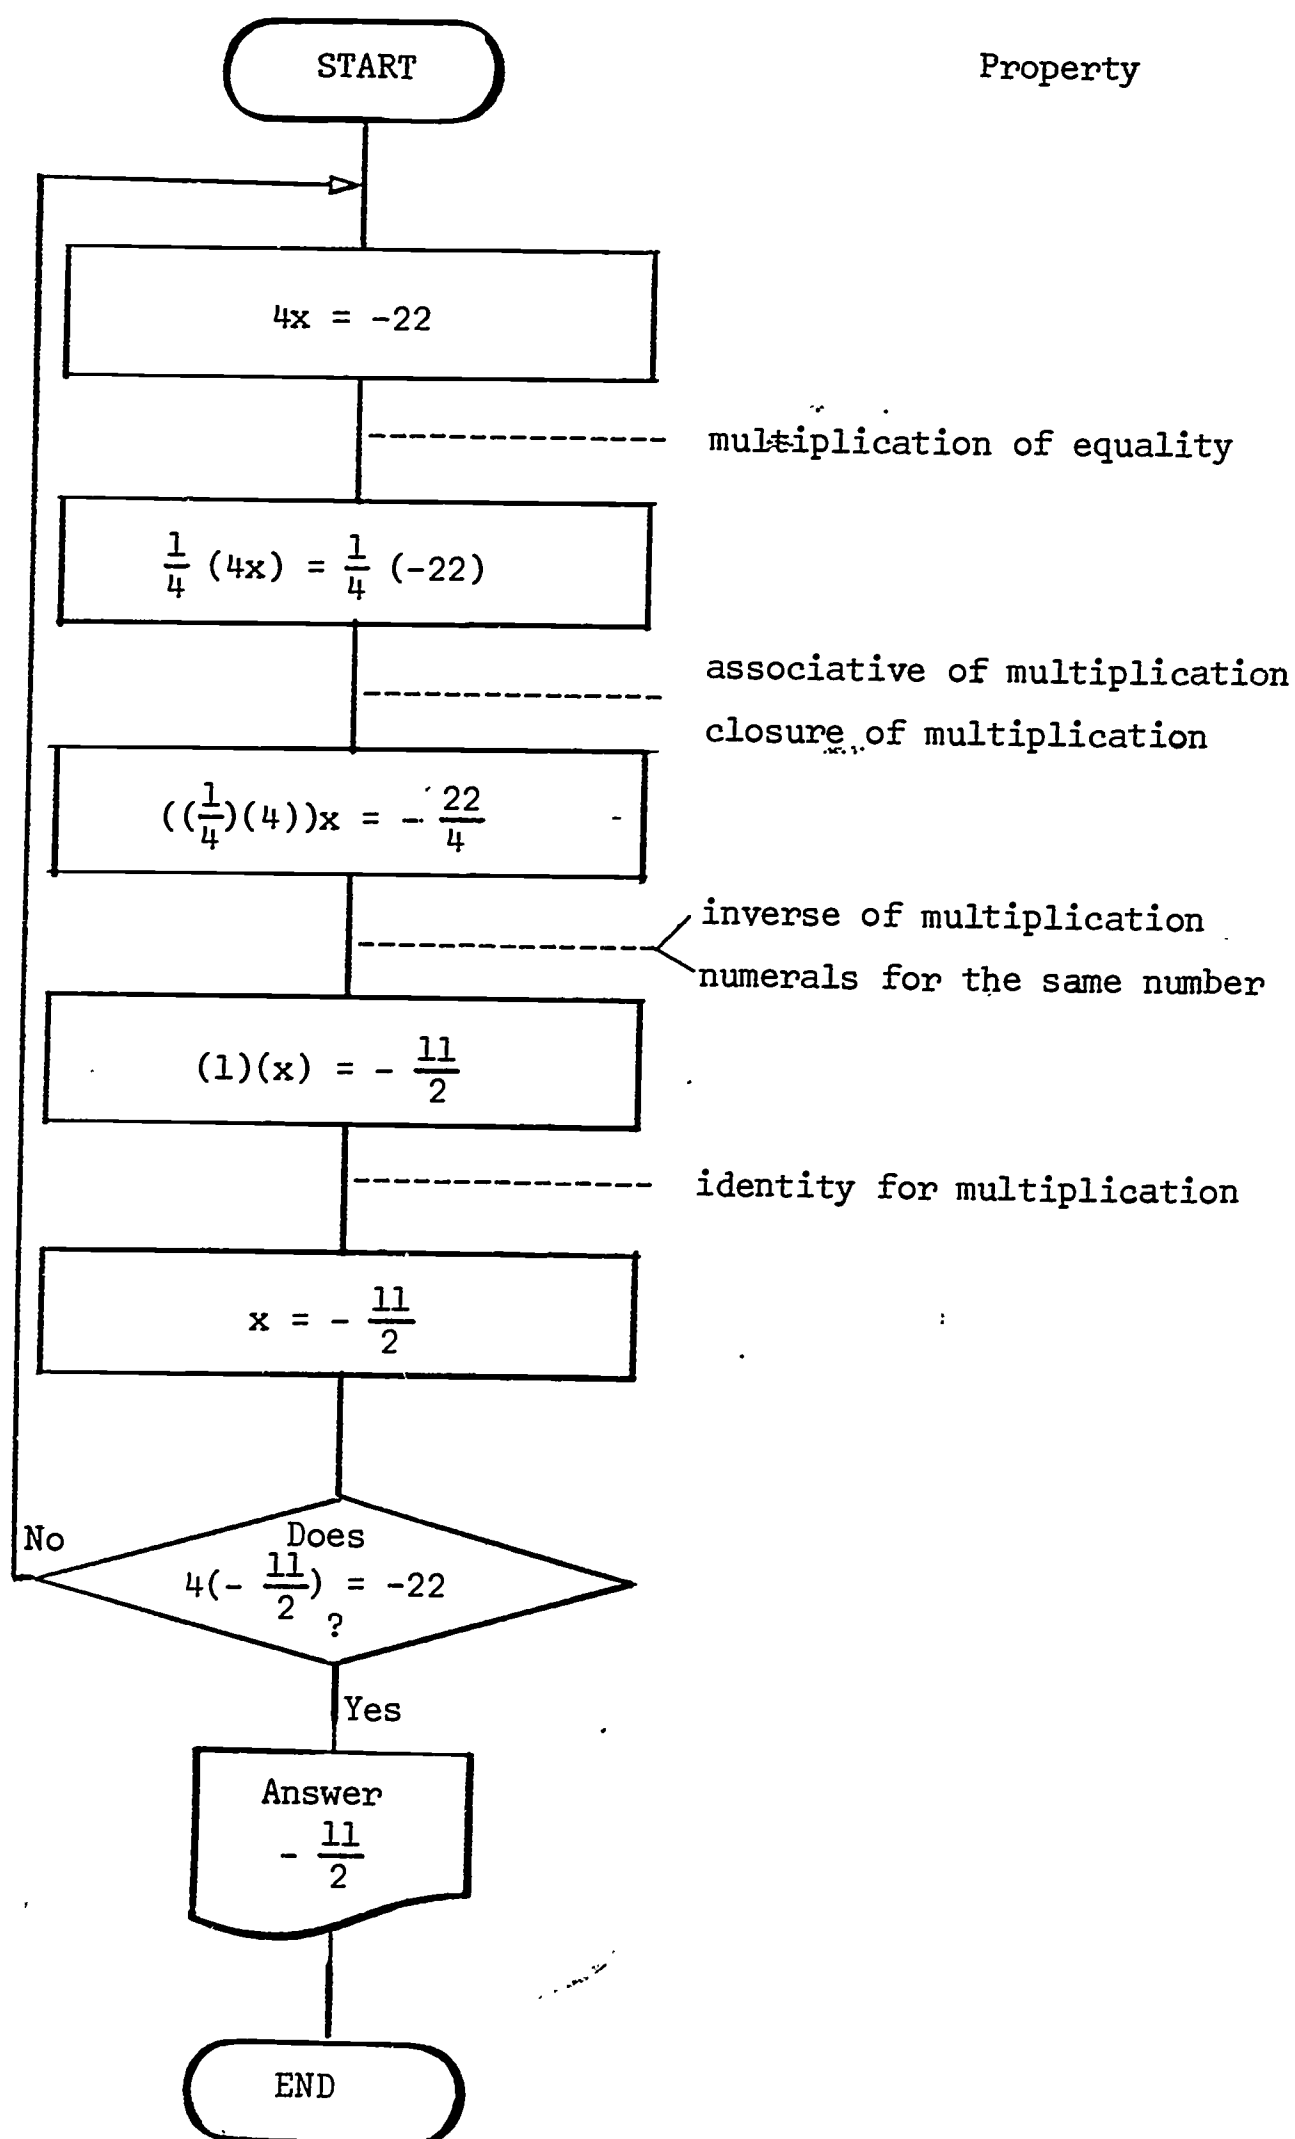 START
Property
4x = -22
multiplication of equality
1/4 (4x) = 1/4 (-22)
associative of multiplication
closure of multiplication
((1/4)(4))x = - 22/4
inverse of multiplication
numerals for the same number
(1)(x) = - 11/2
identity for multiplication
x = - 11/2
No
Does
4(- 11/2) = -22
?
Yes
Answer
- 11/2
END